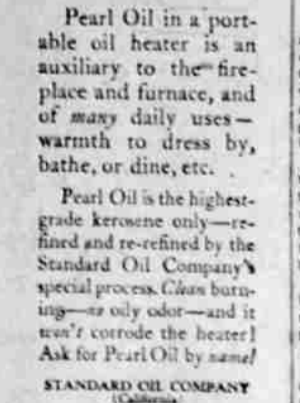 Pearl Oil in a port-
able oil heater is an
auxiliary to the fire-
place and furnace, and
of many daily uses—
warmth to dress by,
bathe, or dine, etc.
Pearl Oil is the highest-
grade kerosene only—re-
fined and re-refined by the
Standard Oil Company's
special process. Clean burn-
ing—no oily odor—and it
won't corrode the heater!
Ask for Pearl Oil by name!
STANDARD OIL COMPANY
(California)